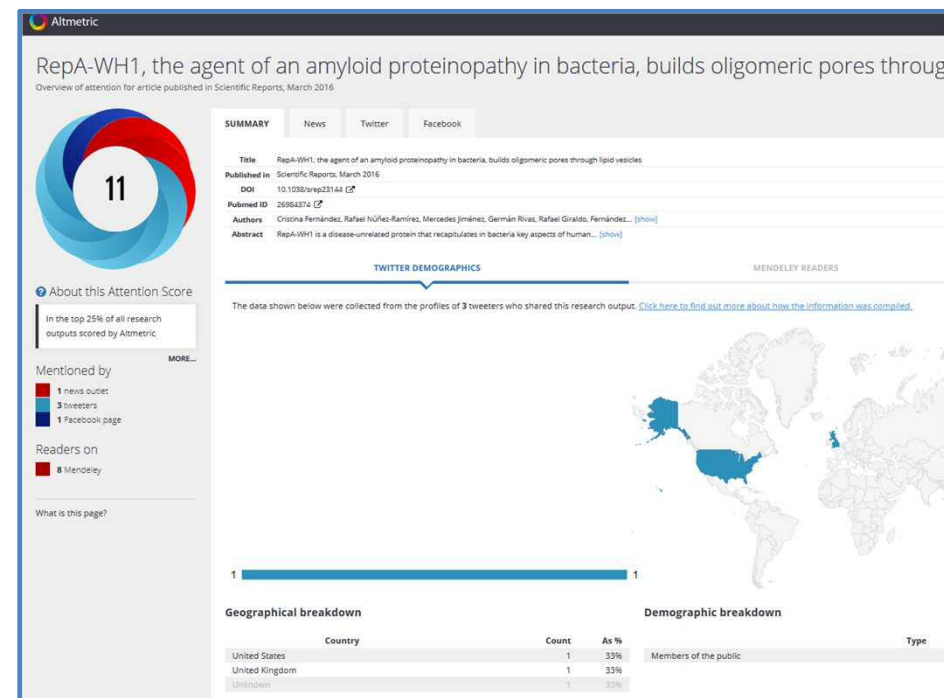 Altmetric
RepA-WH1, the agent of an amyloid proteinopathy in bacteria, builds oligomeric pores throug
Overview of attention for article published in Scientific Reports, March 2016
11
About this Attention Score
In the top 25% of all research
outputs scored by Altmetric
MORE...
Mentioned by
1 news outlet
3 tweeters
1 Facebook page
Readers on
8 Mendeley
What is this page?
SUMMARY News Twitter Facebook
Title RepA-WH1, the agent of an amyloid proteinopathy in bacteria, builds oligomeric pores through lipid vesicles
Published in Scientific Reports, March 2016
DOI 10.1038/srep23144
Pubmed ID 26984374
Authors Cristina Fernández, Rafael Núñez-Ramírez, Mercedes Jiménez, Germán Rivas, Rafael Giraldo, Fernández... [show]
Abstract RepA-WH1 is a disease-unrelated protein that recapitulates in bacteria key aspects of human... [show]
TWITTER DEMOGRAPHICS MENDELEY READERS
The data shown below were collected from the profiles of 3 tweeters who shared this research output. Click here to find out more about how the information was compiled.
1 1
Geographical breakdown
Country Count As %
United States 1 33%
United Kingdom 1 33%
Unknown 1 33%
Demographic breakdown
Type
Members of the public